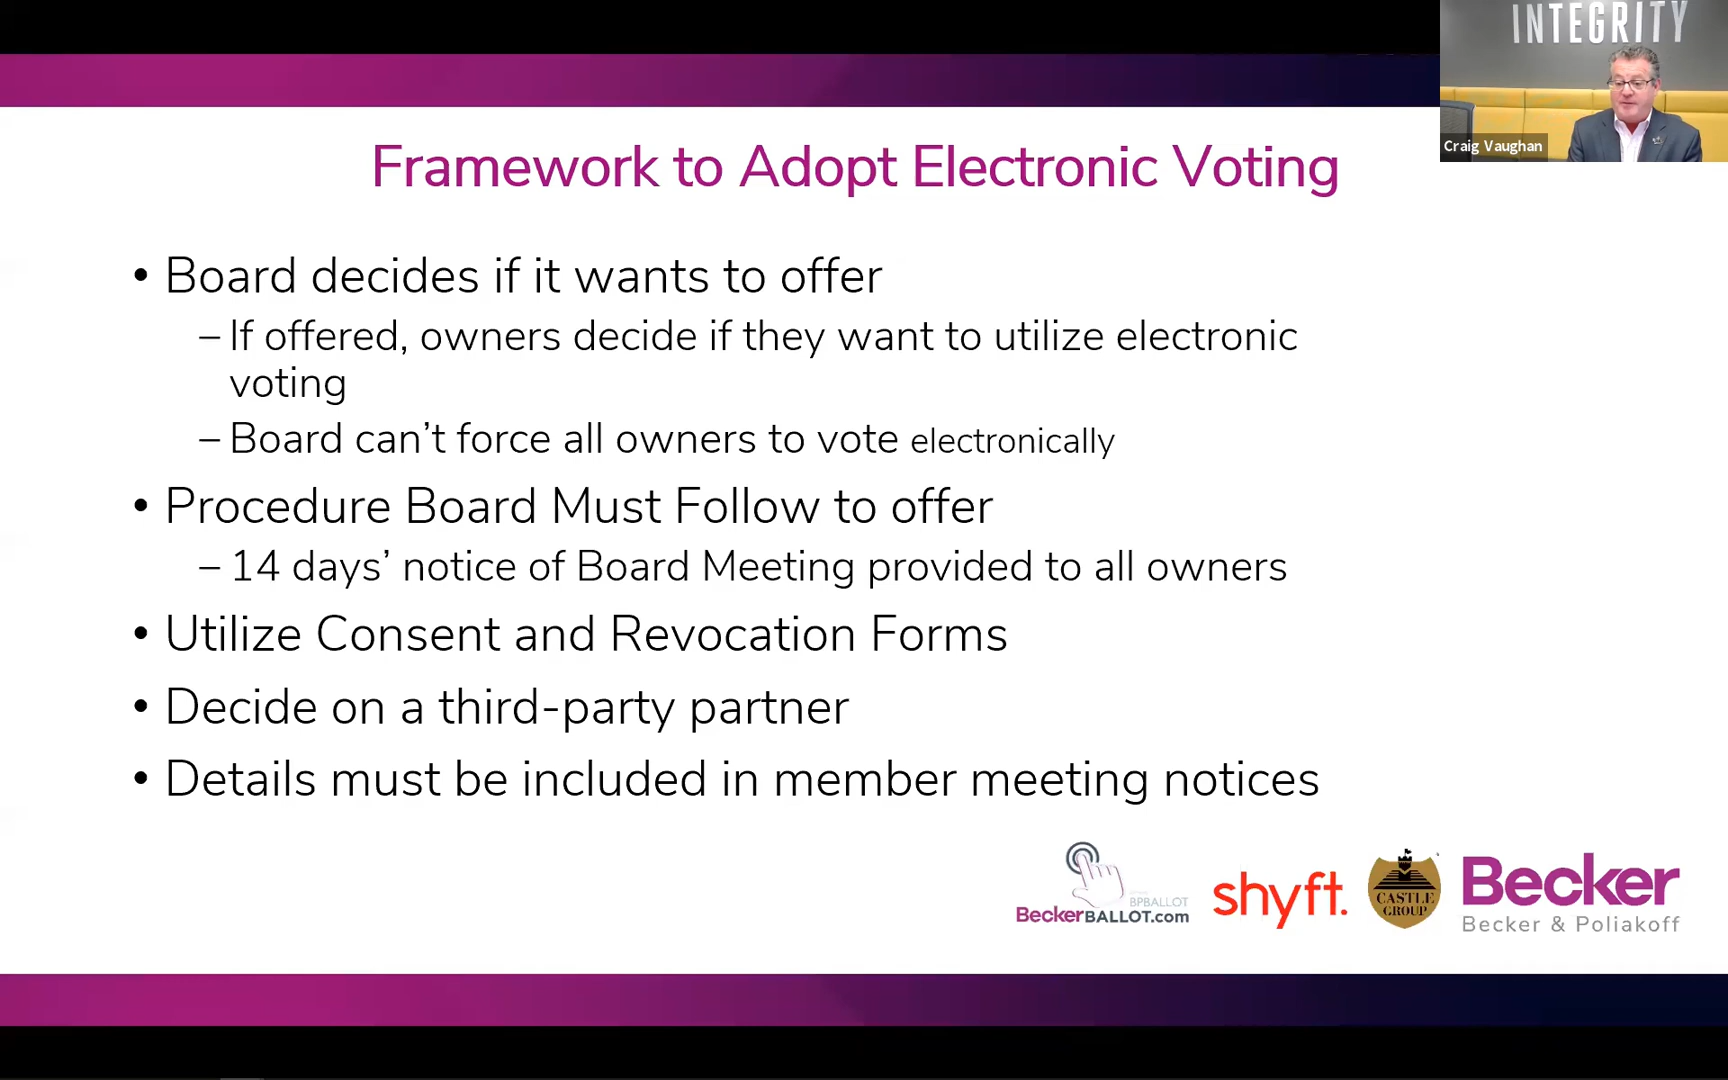 INTEGRITY
Craig Vaughan
Framework to Adopt Electronic Voting
• Board decides if it wants to offer
– If offered, owners decide if they want to utilize electronic
voting
– Board can’t force all owners to vote electronically
• Procedure Board Must Follow to offer
– 14 days’ notice of Board Meeting provided to all owners
• Utilize Consent and Revocation Forms
• Decide on a third-party partner
• Details must be included in member meeting notices
BPBALLOT
BeckerBALLOT.com
shyft.
CASTLE
GROUP
Becker
Becker & Poliakoff